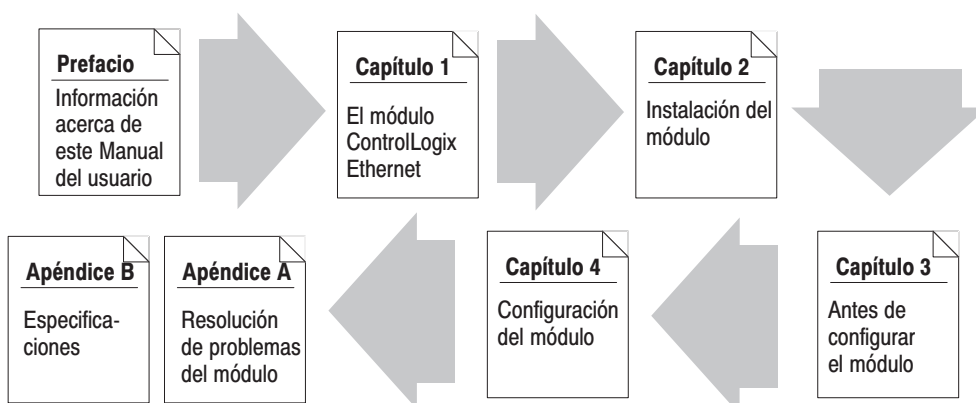 Prefacio
Información
acerca de
este Manual
del usuario
Capítulo 1
El módulo
ControlLogix
Ethernet
Capítulo 2
Instalación del
módulo
Capítulo 3
Antes de
configurar
el módulo
Capítulo 4
Configuración
del módulo
Apéndice A
Resolución
de problemas
del módulo
Apéndice B
Especifica-
ciones